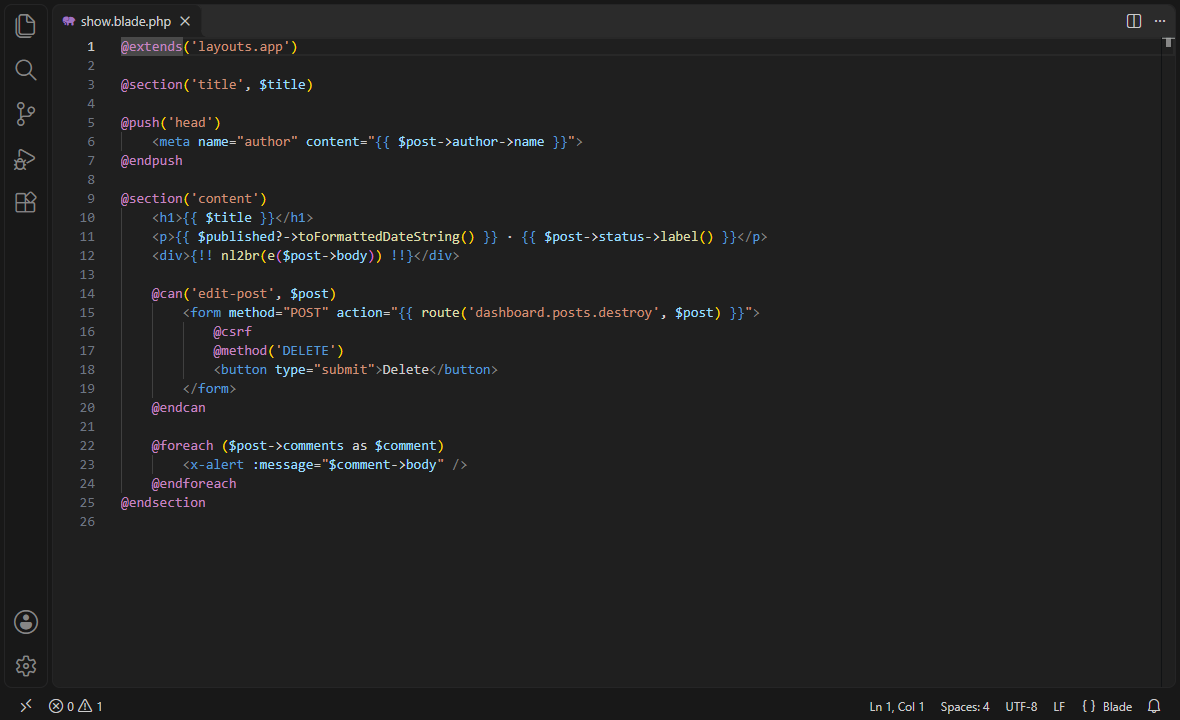 show.blade.php
1 @extends('layouts.app')
2
3 @section('title', $title)
4
5 @push('head')
6     <meta name="author" content="{{ $post->author->name }}">
7 @endpush
8
9 @section('content')
10     <h1>{{ $title }}</h1>
11     <p>{{ $published?->toFormattedDateString() }} · {{ $post->status->label() }}</p>
12     <div>{!! nl2br(e($post->body)) !!}</div>
13
14     @can('edit-post', $post)
15         <form method="POST" action="{{ route('dashboard.posts.destroy', $post) }}">
16             @csrf
17             @method('DELETE')
18             <button type="submit">Delete</button>
19         </form>
20     @endcan
21
22     @foreach ($post->comments as $comment)
23         <x-alert :message="$comment->body" />
24     @endforeach
25 @endsection
26
0 1 Ln 1, Col 1 Spaces: 4 UTF-8 LF { } Blade